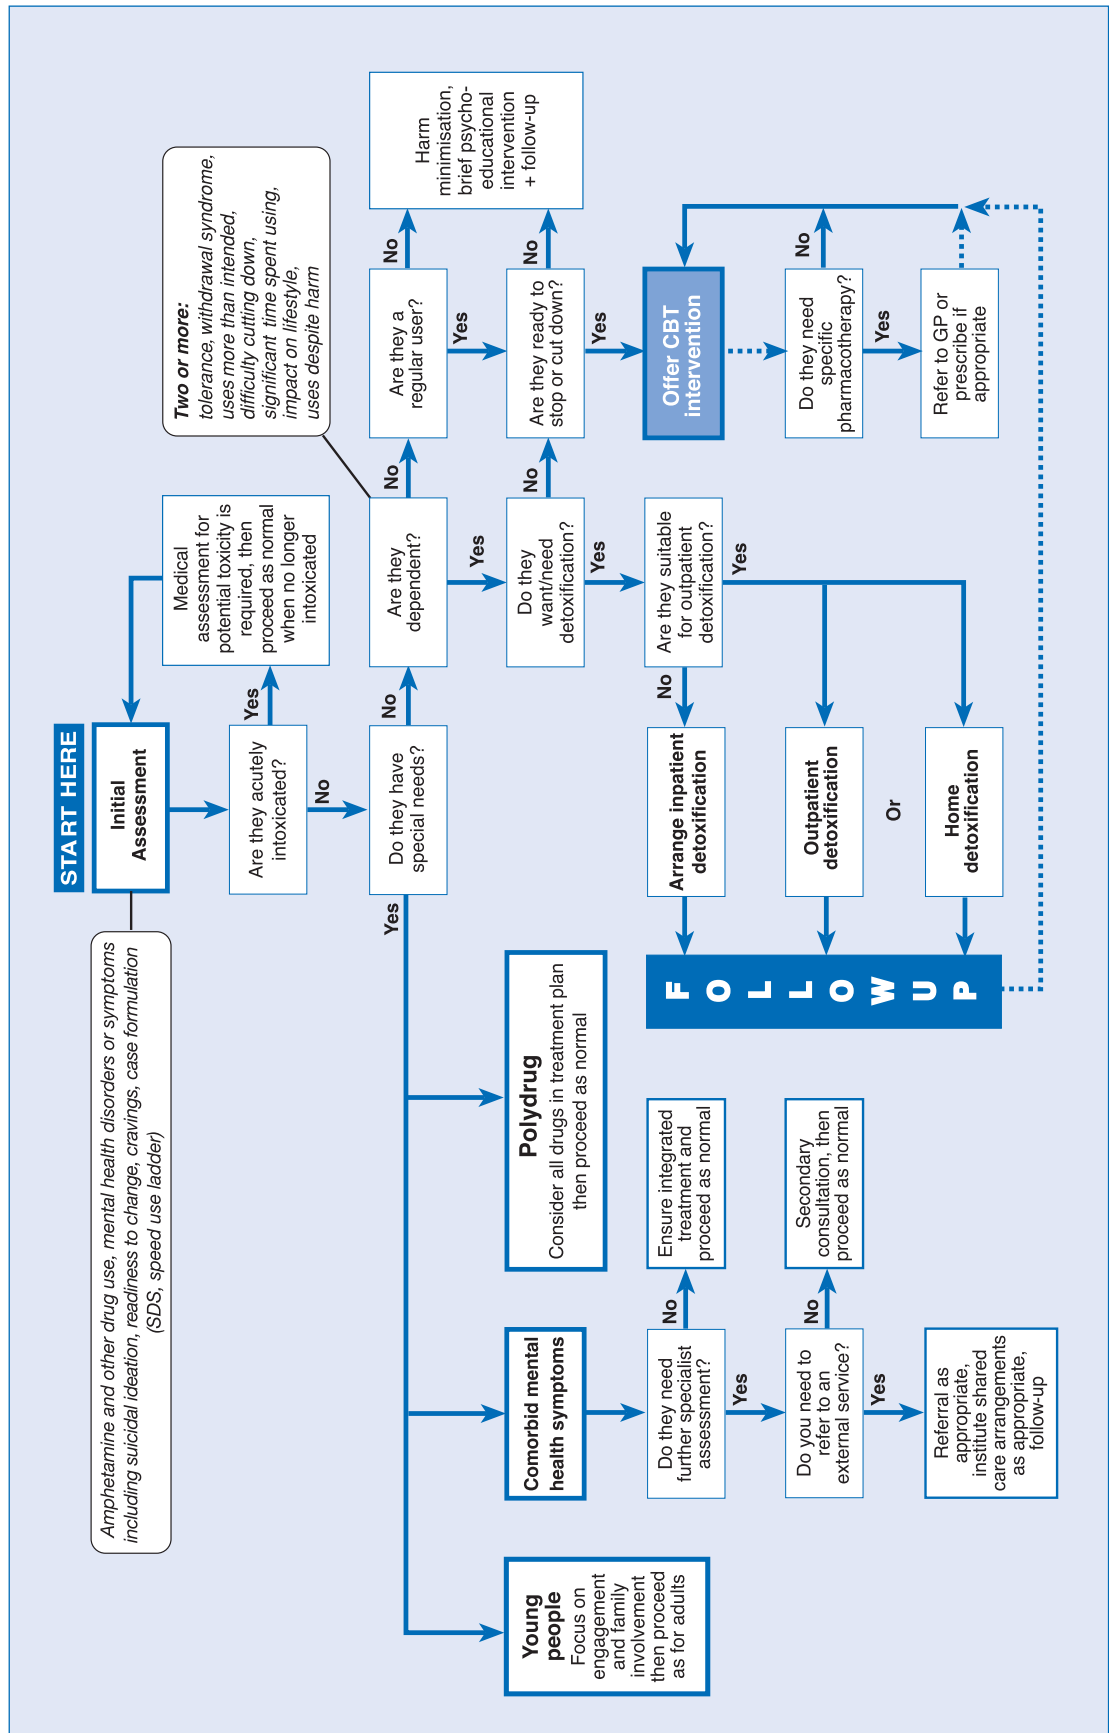 START HERE
Amphetamine and other drug use, mental health disorders or symptoms
including suicidal ideation, readiness to change, cravings, case formulation
(SDS, speed use ladder)
Initial
Assessment
Are they acutely
intoxicated?
Yes
Medical
assessment for
potential toxicity is
required, then
proceed as normal
when no longer
intoxicated
No
Do they have
special needs?
Yes
Young
people
Focus on
engagement
and family
involvement
then proceed
as for adults
Comorbid mental
health symptoms
Do they need
further specialist
assessment?
No
Ensure integrated
treatment and
proceed as normal
Yes
Do you need to
refer to an
external service?
No
Secondary
consultation, then
proceed as normal
Yes
Referral as
appropriate,
institute shared
care arrangements
as appropriate,
follow-up
Polydrug
Consider all drugs in treatment plan
then proceed as normal
No
Are they
dependent?
Two or more:
tolerance, withdrawal syndrome,
uses more than intended,
difficulty cutting down,
significant time spent using,
impact on lifestyle,
uses despite harm
No
Are they a
regular user?
No
Harm
minimisation,
brief psycho-
educational
intervention
+ follow-up
Yes
Yes
Do they
want/need
detoxification?
No
Are they ready to
stop or cut down?
No
Yes
Yes
Are they suitable
for outpatient
detoxification?
No
Arrange inpatient
detoxification
Yes
Outpatient
detoxification
Or
Home
detoxification
F
O
L
L
O
W
U
P
Offer CBT
intervention
Do they need
specific
pharmacotherapy?
No
Yes
Refer to GP or
prescribe if
appropriate